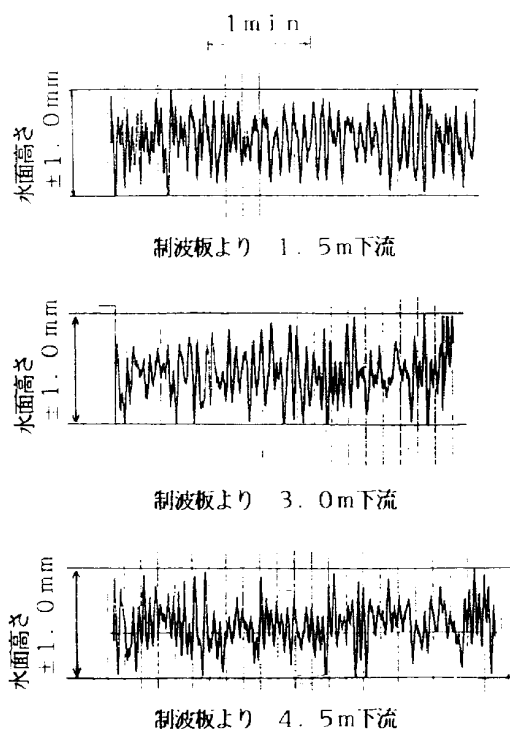 1min
水面高さ
±1.0mm
制波板より 1.5m下流
水面高さ
±1.0mm
制波板より 3.0m下流
水面高さ
±1.0mm
制波板より 4.5m下流